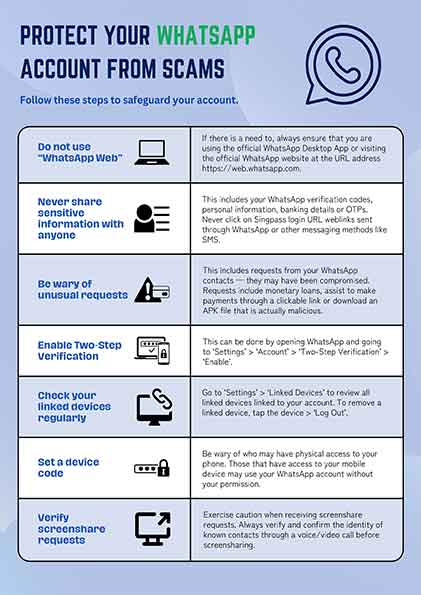 PROTECT YOUR WHATSAPP
ACCOUNT FROM SCAMS
Follow these steps to safeguard your account.
Do not use
"WhatsApp Web"
If there is a need to, always ensure that you are
using the official WhatsApp Desktop App or visiting
the official WhatsApp website at the URL address
https://web.whatsapp.com.
Never share
sensitive
information with
anyone
This includes your WhatsApp verification codes,
personal information, banking details or OTPs.
Never click on Singpass login URL weblinks sent
through WhatsApp or other messaging methods like
SMS.
Be wary of
unusual requests
This includes requests from your WhatsApp
contacts — they may have been compromised.
Requests include monetary loans, assist to make
payments through a clickable link or download an
APK file that is actually malicious.
Enable Two-Step
Verification
This can be done by opening WhatsApp and going
to 'Settings' > 'Account' > 'Two-Step Verification' >
'Enable'.
Check your
linked devices
regularly
Go to 'Settings' > 'Linked Devices' to review all
linked devices linked to your account. To remove a
linked device, tap the device > 'Log Out'.
Set a device
code
Be wary of who may have physical access to your
phone. Those that have access to your mobile
device may use your WhatsApp account without
your permission.
Verify
screenshare
requests
Exercise caution when receiving screenshare
requests. Always verify and confirm the identity of
known contacts through a voice/video call before
screensharing.